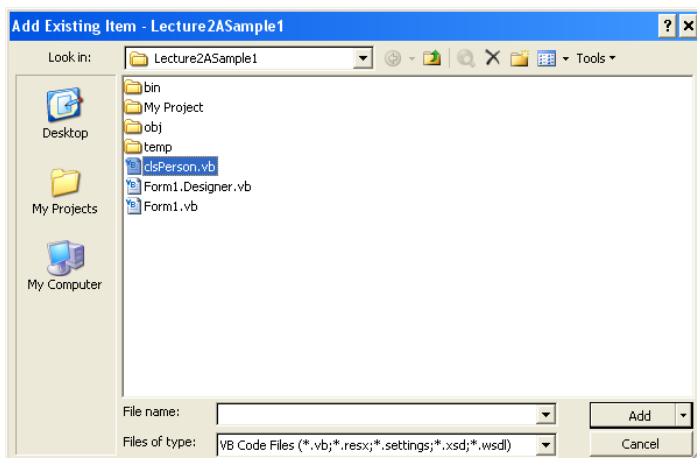 Add Existing Item - Lecture2ASample1
Look in:
Lecture2ASample1
Tools
Desktop
My Projects
My Computer
bin
My Project
obj
temp
clsPerson.vb
Form1.Designer.vb
Form1.vb
File name:
Add
Files of type:
VB Code Files (*.vb;*.resx;*.settings;*.xsd;*.wsdl)
Cancel